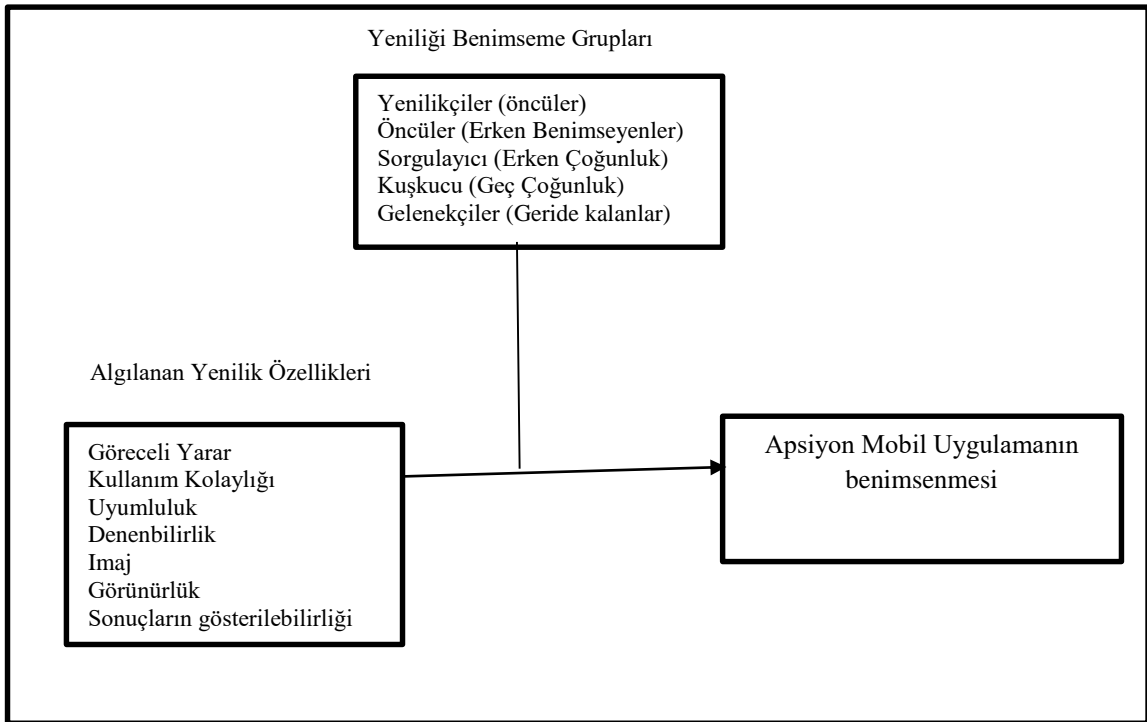 Yeniliği Benimseme Grupları
Yenilikçiler (öncüler)
Öncüler (Erken Benimseyenler)
Sorgulayıcı (Erken Çoğunluk)
Kuşkucu (Geç Çoğunluk)
Gelenekçiler (Geride kalanlar)
Algılanan Yenilik Özellikleri
Göreceli Yarar
Kullanım Kolaylığı
Uyumluluk
Denenbilirlik
Imaj
Görünürlük
Sonuçların gösterilebilirliği
Apsiyon Mobil Uygulamanın
benimsenmesi